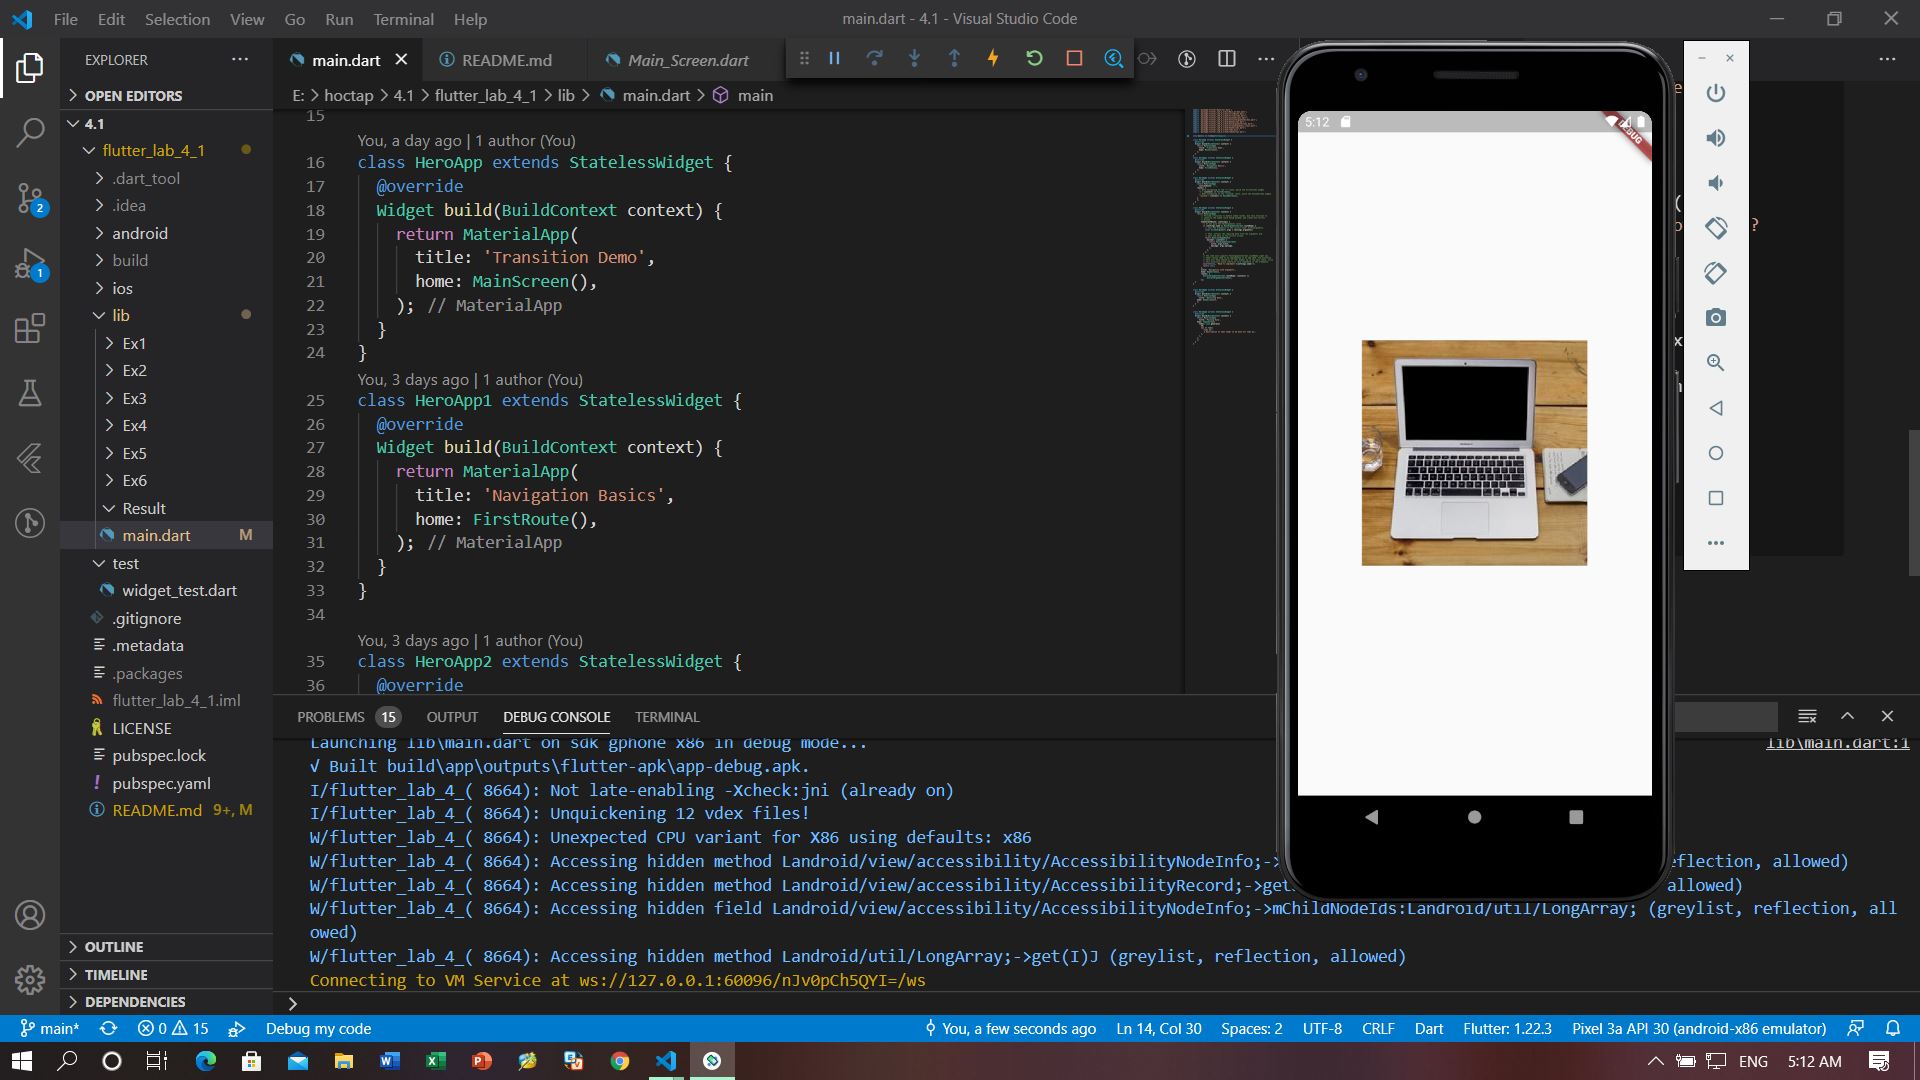 File Edit Selection View Go Run Terminal Help
main.dart - 4.1 - Visual Studio Code
EXPLORER
main.dart
README.md
Main_Screen.dart
OPEN EDITORS
E: > hoctap > 4.1 > flutter_lab_4_1 > lib > main.dart > main
4.1
flutter_lab_4_1
.dart_tool
.idea
android
build
ios
lib
Ex1
Ex2
Ex3
Ex4
Ex5
Ex6
Result
main.dart M
test
widget_test.dart
.gitignore
.metadata
.packages
flutter_lab_4_1.iml
LICENSE
pubspec.lock
pubspec.yaml
README.md 9+, M
OUTLINE
TIMELINE
DEPENDENCIES
2
1
15
You, a day ago | 1 author (You)
16 class HeroApp extends StatelessWidget {
17 @override
18 Widget build(BuildContext context) {
19 return MaterialApp(
20 title: 'Transition Demo',
21 home: MainScreen(),
22 ); // MaterialApp
23 }
24 }
You, 3 days ago | 1 author (You)
25 class HeroApp1 extends StatelessWidget {
26 @override
27 Widget build(BuildContext context) {
28 return MaterialApp(
29 title: 'Navigation Basics',
30 home: FirstRoute(),
31 ); // MaterialApp
32 }
33 }
34
You, 3 days ago | 1 author (You)
35 class HeroApp2 extends StatelessWidget {
36 @override
5:12
DEBUG
PROBLEMS 15 OUTPUT DEBUG CONSOLE TERMINAL
Launching lib\main.dart on sdk gphone x86 in debug mode...
lib\main.dart:1
√ Built build\app\outputs\flutter-apk\app-debug.apk.
I/flutter_lab_4_( 8664): Not late-enabling -Xcheck:jni (already on)
I/flutter_lab_4_( 8664): Unquickening 12 vdex files!
W/flutter_lab_4_( 8664): Unexpected CPU variant for X86 using defaults: x86
W/flutter_lab_4_( 8664): Accessing hidden method Landroid/view/accessibility/AccessibilityNodeInfo;-> eflection, allowed)
W/flutter_lab_4_( 8664): Accessing hidden method Landroid/view/accessibility/AccessibilityRecord;->get allowed)
W/flutter_lab_4_( 8664): Accessing hidden field Landroid/view/accessibility/AccessibilityNodeInfo;->mChildNodeIds:Landroid/util/LongArray; (greylist, reflection, all
owed)
W/flutter_lab_4_( 8664): Accessing hidden method Landroid/util/LongArray;->get(I)J (greylist, reflection, allowed)
Connecting to VM Service at ws://127.0.0.1:60096/nJv0pCh5QYI=/ws
main* 0 15 Debug my code You, a few seconds ago Ln 14, Col 30 Spaces: 2 UTF-8 CRLF Dart Flutter: 1.22.3 Pixel 3a API 30 (android-x86 emulator)
ENG 5:12 AM